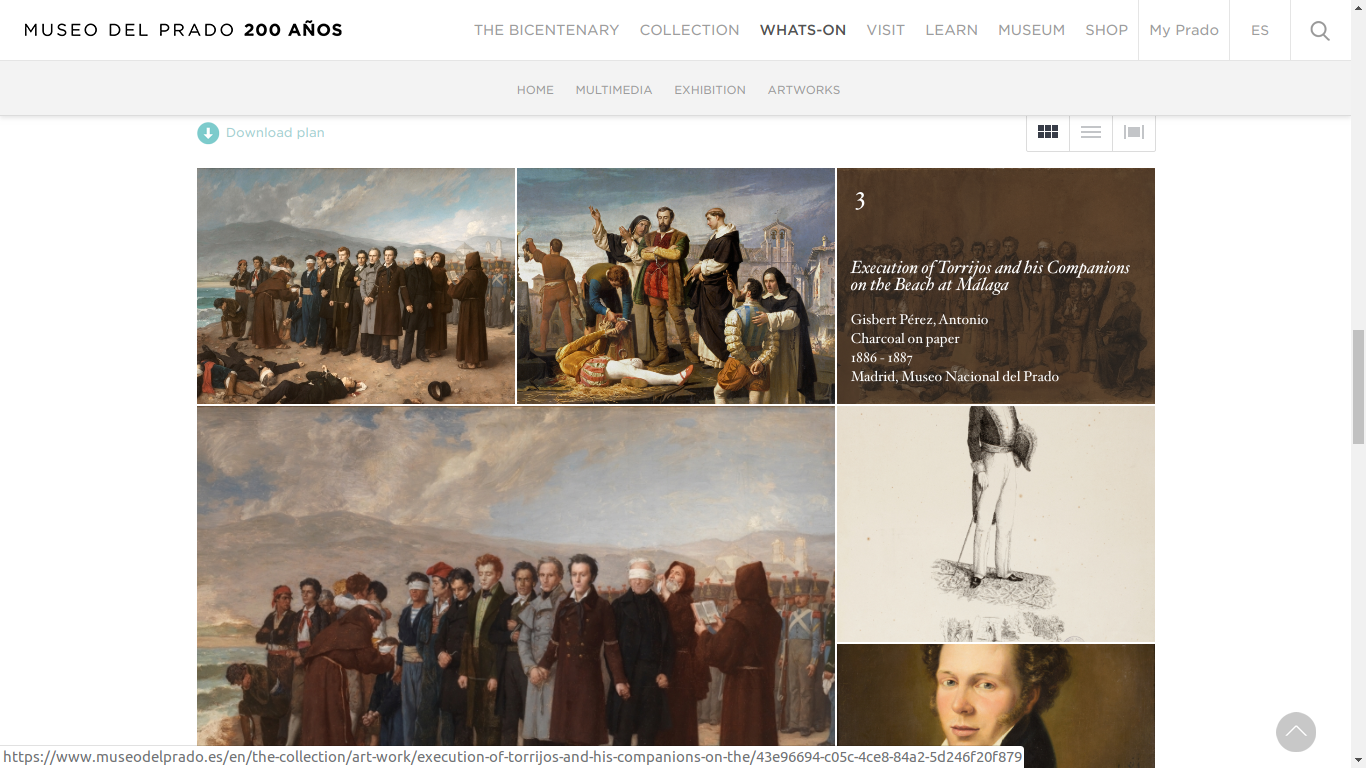 MUSEO DEL PRADO 200 AÑOS
THE BICENTENARY COLLECTION WHATS-ON VISIT LEARN MUSEUM SHOP My Prado ES
HOME MULTIMEDIA EXHIBITION ARTWORKS
Download plan
3
Execution of Torrijos and his Companions
on the Beach at Málaga
Gisbert Pérez, Antonio
Charcoal on paper
1886 - 1887
Madrid, Museo Nacional del Prado
https://www.museodelprado.es/en/the-collection/art-work/execution-of-torrijos-and-his-companions-on-the/43e96694-c05c-4ce8-84a2-5d246f20f879